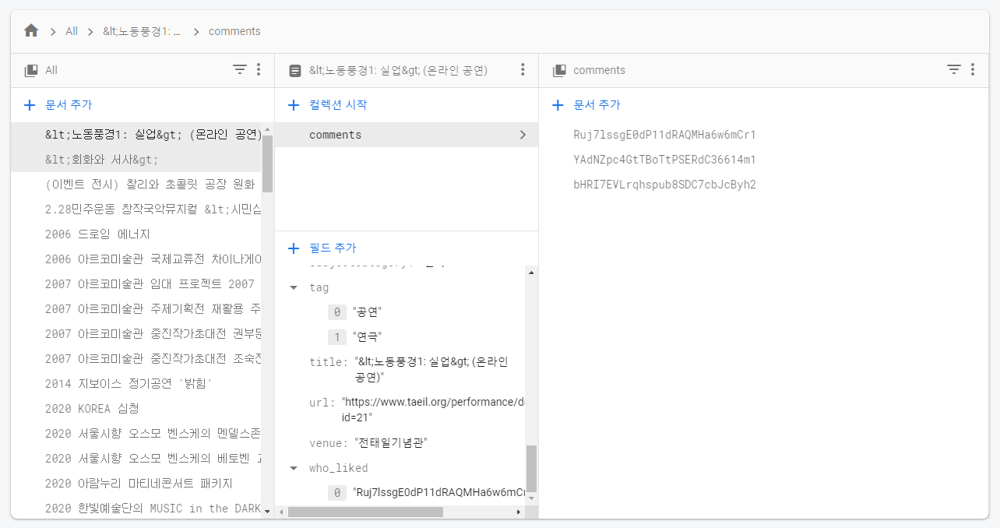 All
&lt;노동풍경1: ...
comments
All
&lt;노동풍경1: 실업&gt; (온라인 공연)
comments
문서 추가
컬렉션 시작
문서 추가
&lt;노동풍경1: 실업&gt; (온라인 공연)
&lt;회화와 서사&gt;
(이벤트 전시) 찰리와 초콜릿 공장 원화
2.28민주운동 창작국악뮤지컬 &lt;시민심
2006 드로잉 에너지
2006 아르코미술관 국제교류전 차이나게이
2007 아르코미술관 임대 프로젝트 2007
2007 아르코미술관 주제기획전 재활용 주
2007 아르코미술관 중진작가초대전 권부문
2007 아르코미술관 중진작가초대전 조숙진
2014 지보이스 정기공연 '밝힘'
2020 KOREA 심청
2020 서울시향 오스모 벤스케의 멘델스존
2020 서울시향 오스모 벤스케의 베토벤
2020 아람누리 마티네콘서트 패키지
2020 한빛예술단의 MUSIC in the DARK
comments
필드 추가
tag
0 "공연"
1 "연극"
title: "&lt;노동풍경1: 실업&gt; (온라인
공연)"
url: "https://www.taeil.org/performance/de
id=21"
venue: "전태일기념관"
who_liked
0 "Ruj7lssgE0dP11dRAQMHa6w6mCr
Ruj7lssgE0dP11dRAQMHa6w6mCr1
YAdNZpc4GtTBoTtPSERdC36614m1
bHRI7EVLrqhspub8SDC7cbJcByh2